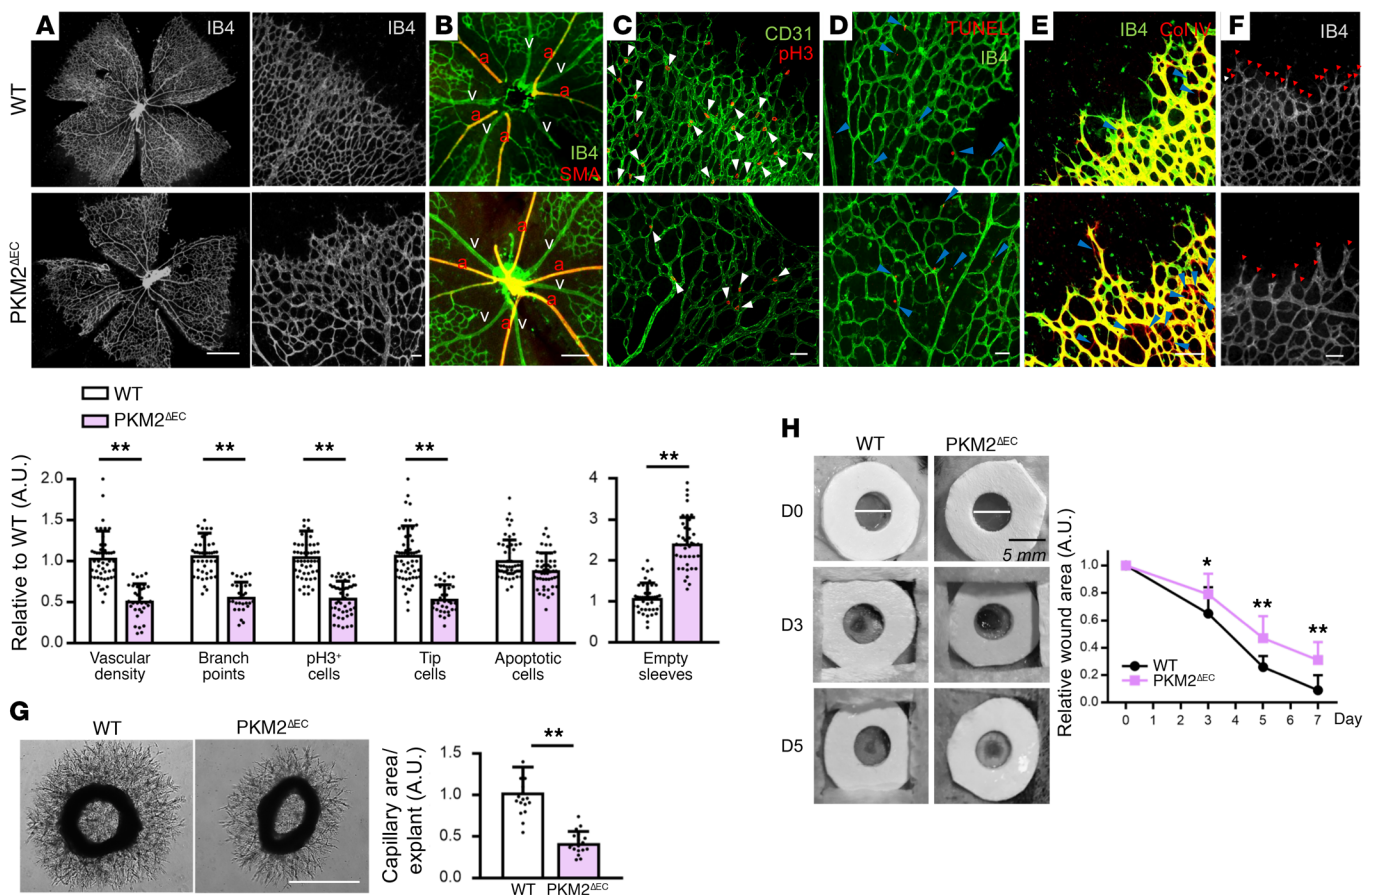 A
IB4
B
v
a
v
a
v
a
a
v
a
v
IB4
SMA
C
CD31
pH3
D
TUNEL
IB4
E
IB4
ColIV
F
IB4
WT
PKM2ΔEC
a
v
v
a
a
v
v
a
a
v
WT
PKM2ΔEC
** ** ** ** **
Relative to WT (A.U.)
2.0
1.5
1.0
0.5
0.0
4
3
2
1
0
Vascular density
Branch points
pH3+ cells
Tip cells
Apoptotic cells
Empty sleeves
G
WT
PKM2ΔEC
Capillary area/
explant (A.U.)
**
1.5
1.0
0.5
0.0
WT PKM2ΔEC
H
WT
PKM2ΔEC
D0
5 mm
D3
D5
Relative wound area (A.U.)
1.0
0.8
0.6
0.4
0.2
0.0
*
**
**
WT
PKM2ΔEC
0 1 2 3 4 5 6 7 Day